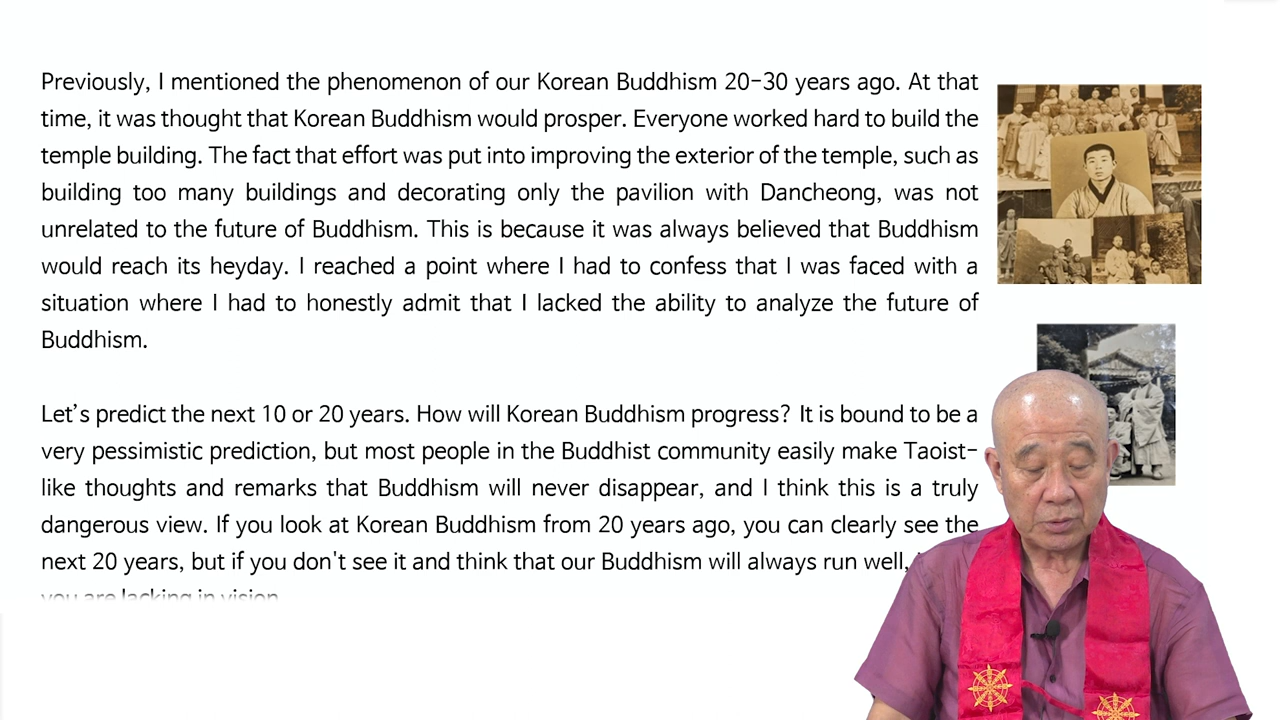 Previously, I mentioned the phenomenon of our Korean Buddhism 20-30 years ago. At that
time, it was thought that Korean Buddhism would prosper. Everyone worked hard to build the
temple building. The fact that effort was put into improving the exterior of the temple, such as
building too many buildings and decorating only the pavilion with Dancheong, was not
unrelated to the future of Buddhism. This is because it was always believed that Buddhism
would reach its heyday. I reached a point where I had to confess that I was faced with a
situation where I had to honestly admit that I lacked the ability to analyze the future of
Buddhism.
Let's predict the next 10 or 20 years. How will Korean Buddhism progress? It is bound to be a
very pessimistic prediction, but most people in the Buddhist community easily make Taoist-
like thoughts and remarks that Buddhism will never disappear, and I think this is a truly
dangerous view. If you look at Korean Buddhism from 20 years ago, you can clearly see the
next 20 years, but if you don't see it and think that our Buddhism will always run well,
you are lacking in vision